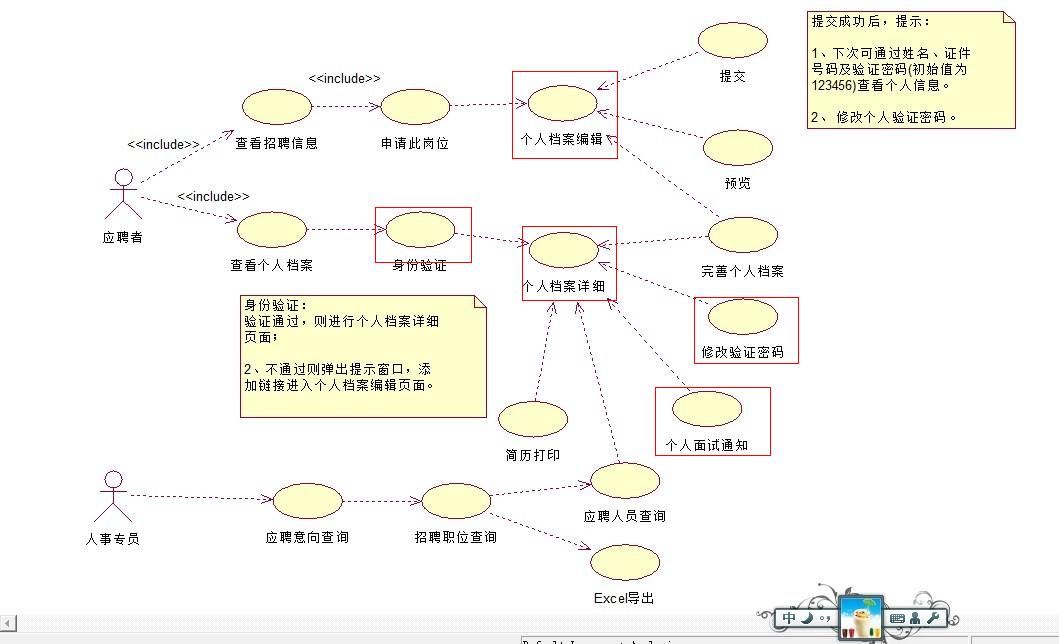 提交成功后，提示：
1、下次可通过姓名、证件
号码及验证密码(初始值为
123456)查看个人信息。
2、 修改个人验证密码。
提交
<<include>>
查看招聘信息
申请此岗位
个人档案编辑
<<include>>
预览
<<include>>
应聘者
查看个人档案
身份验证
个人档案详细
完善个人档案
身份验证：
验证通过，则进行个人档案详细
页面；
2、不通过则弹出提示窗口，添
加链接进入个人档案编辑页面。
修改验证密码
个人面试通知
简历打印
人事专员
应聘意向查询
招聘职位查询
应聘人员查询
Excel导出
中